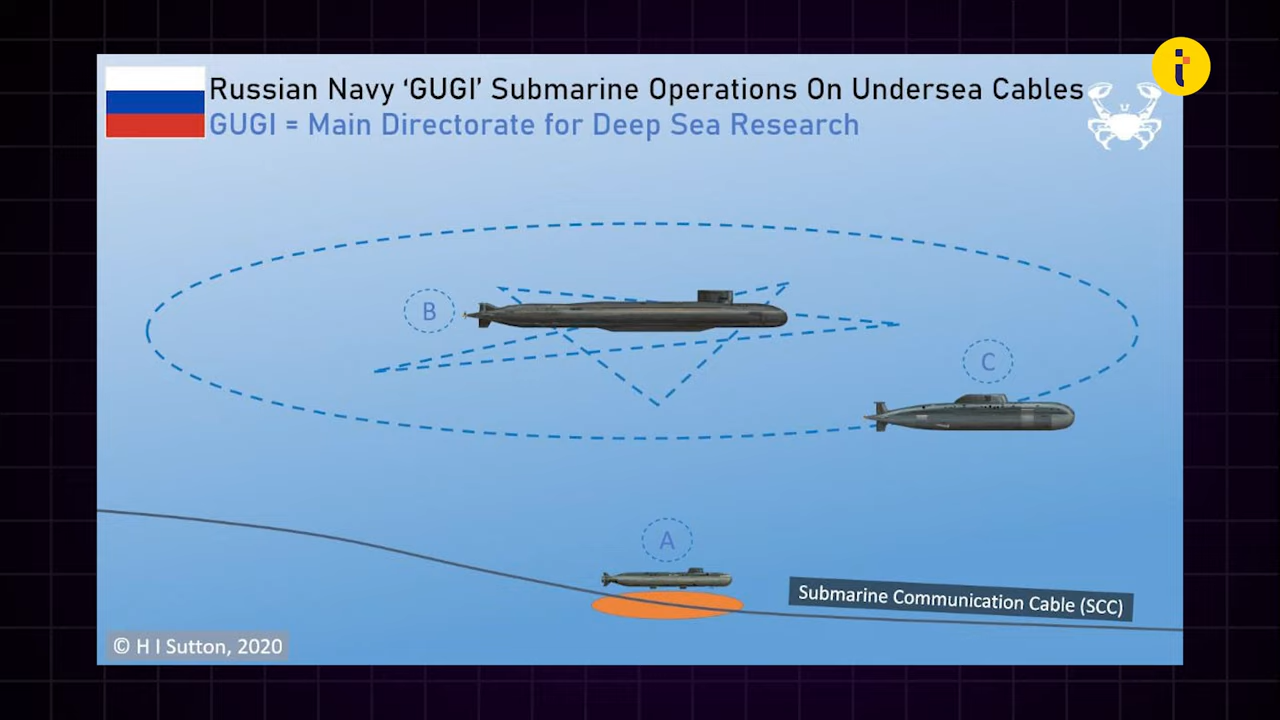 Russian Navy ‘GUGI’ Submarine Operations On Undersea Cables
GUGI = Main Directorate for Deep Sea Research
B
C
A
Submarine Communication Cable (SCC)
© H I Sutton, 2020
i